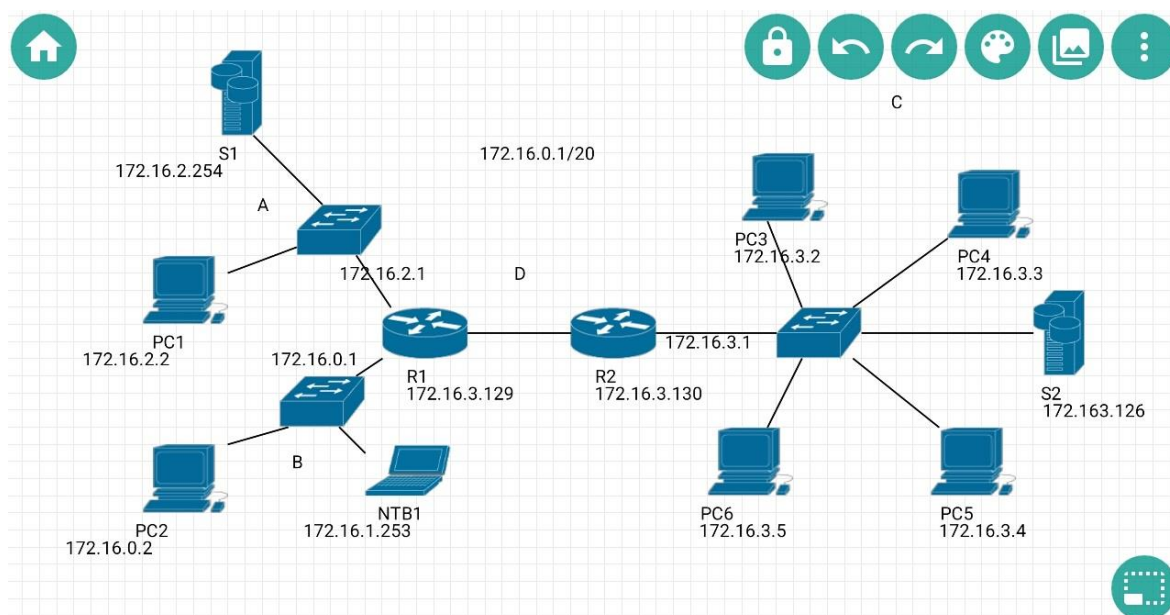 C
S1
172.16.2.254
172.16.0.1/20
A
PC3
172.16.3.2
PC4
172.16.3.3
172.16.2.1
D
PC1
172.16.2.2
172.16.0.1
R1
172.16.3.129
R2
172.16.3.130
172.16.3.1
S2
172.163.126
B
PC2
172.16.0.2
NTB1
172.16.1.253
PC6
172.16.3.5
PC5
172.16.3.4